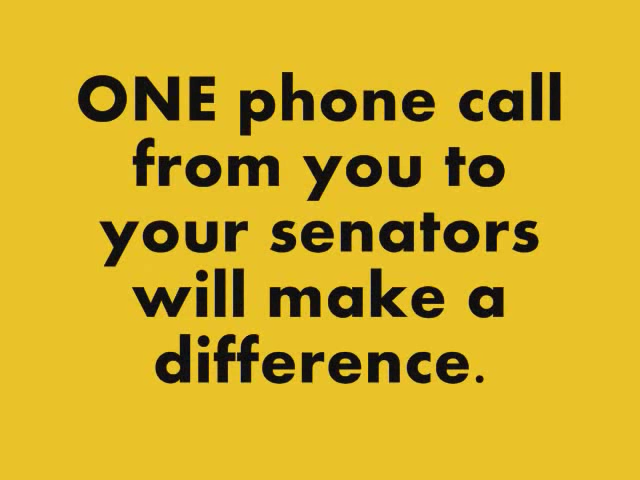 ONE phone call
from you to
your senators
will make a
difference.